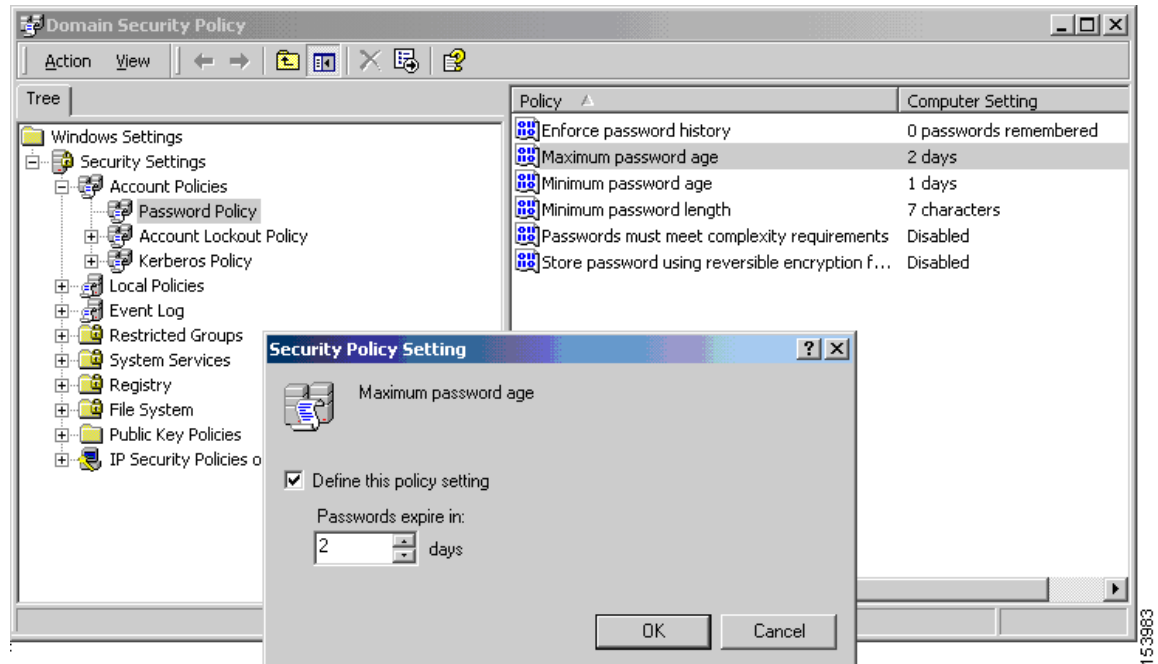 Domain Security Policy
Action View
Tree
Policy Computer Setting
Windows Settings
Security Settings
Account Policies
Password Policy
Account Lockout Policy
Kerberos Policy
Local Policies
Event Log
Restricted Groups
System Services
Registry
File System
Public Key Policies
IP Security Policies o
Enforce password history 0 passwords remembered
Maximum password age 2 days
Minimum password age 1 days
Minimum password length 7 characters
Passwords must meet complexity requirements Disabled
Store password using reversible encryption f... Disabled
Security Policy Setting
Maximum password age
Define this policy setting
Passwords expire in:
2 days
OK Cancel
153983